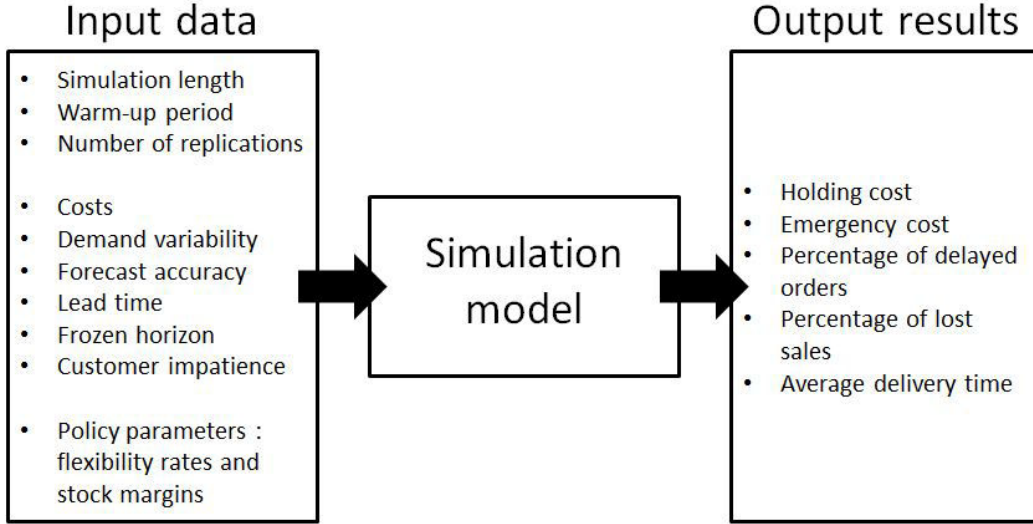 Input data
• Simulation length
• Warm-up period
• Number of replications
• Costs
• Demand variability
• Forecast accuracy
• Lead time
• Frozen horizon
• Customer impatience
• Policy parameters :
flexibility rates and
stock margins
Simulation
model
Output results
• Holding cost
• Emergency cost
• Percentage of delayed
orders
• Percentage of lost
sales
• Average delivery time